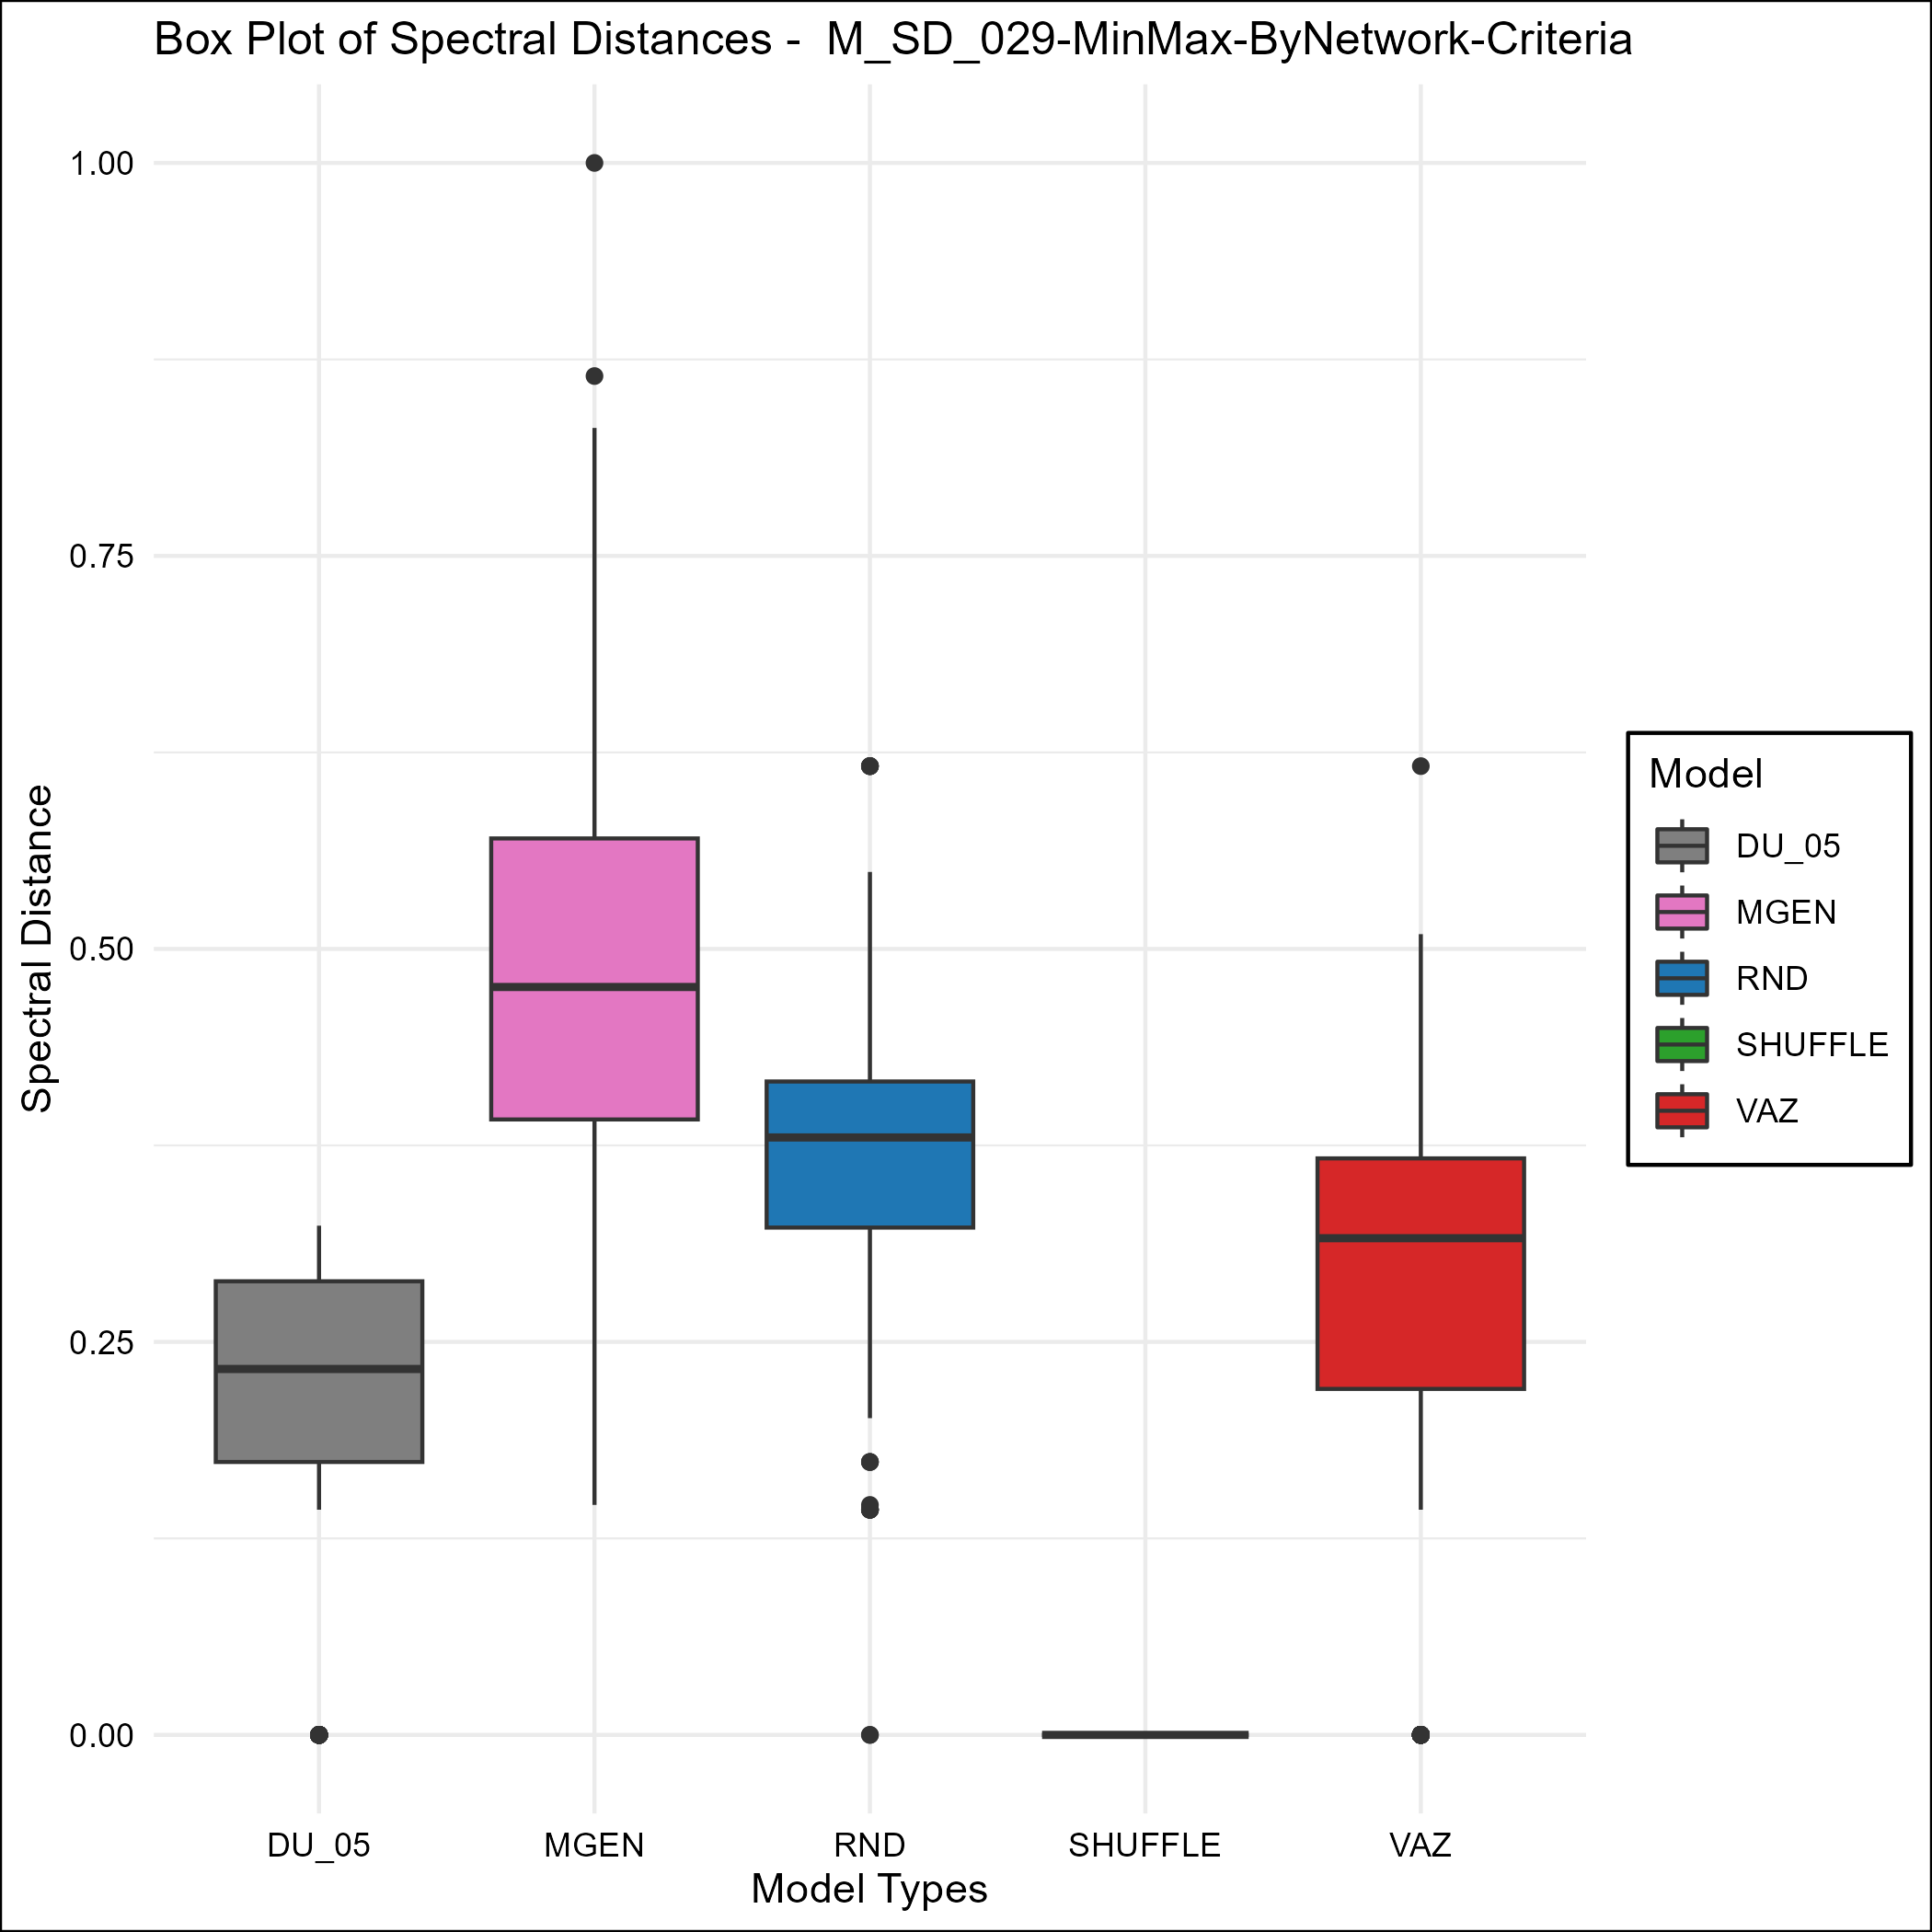 Box Plot of Spectral Distances -  M_SD_029-MinMax-ByNetwork-Criteria
Spectral Distance
1.00
0.75
0.50
0.25
0.00
DU_05 MGEN RND SHUFFLE VAZ
Model Types
Model
DU_05
MGEN
RND
SHUFFLE
VAZ